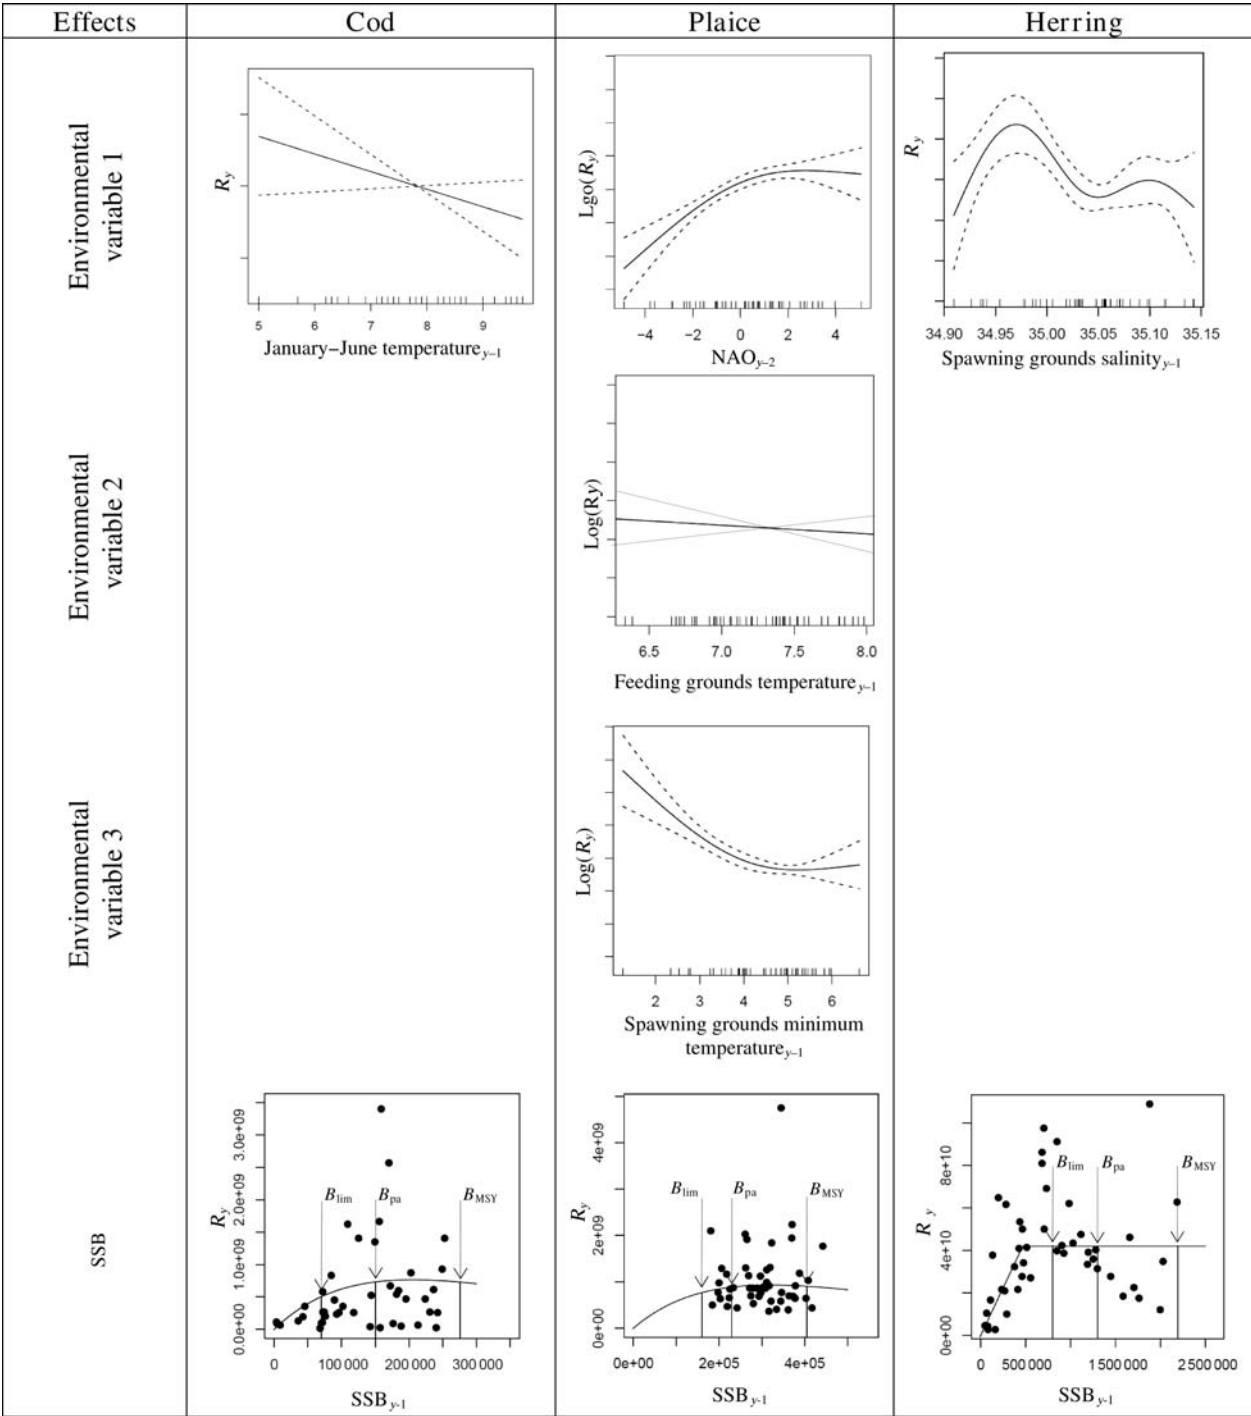 Effects
Cod
Plaice
Herring
Environmental
variable 1
R_y
5 6 7 8 9
January–June temperature_y–1
Lgo(R_y)
−4 −2 0 2 4
NAO_y–2
R_y
34.90 34.95 35.00 35.05 35.10 35.15
Spawning grounds salinity_y–1
Environmental
variable 2
Log(Ry)
6.5 7.0 7.5 8.0
Feeding grounds temperature_y–1
Environmental
variable 3
Log(R_y)
2 3 4 5 6
Spawning grounds minimum
temperature_y–1
SSB
R_y
0.0e+00 1.0e+09 2.0e+09 3.0e+09
B_lim
B_pa
B_MSY
0 100 000 200 000 300 000
SSB_y-1
R_y
0e+00 2e+09 4e+09
B_lim
B_pa
B_MSY
0e+00 2e+05 4e+05
SSB_y-1
R_y
0e+00 4e+10 8e+10
B_lim
B_pa
B_MSY
0 500 000 1 500 000 2 500 000
SSB_y-1